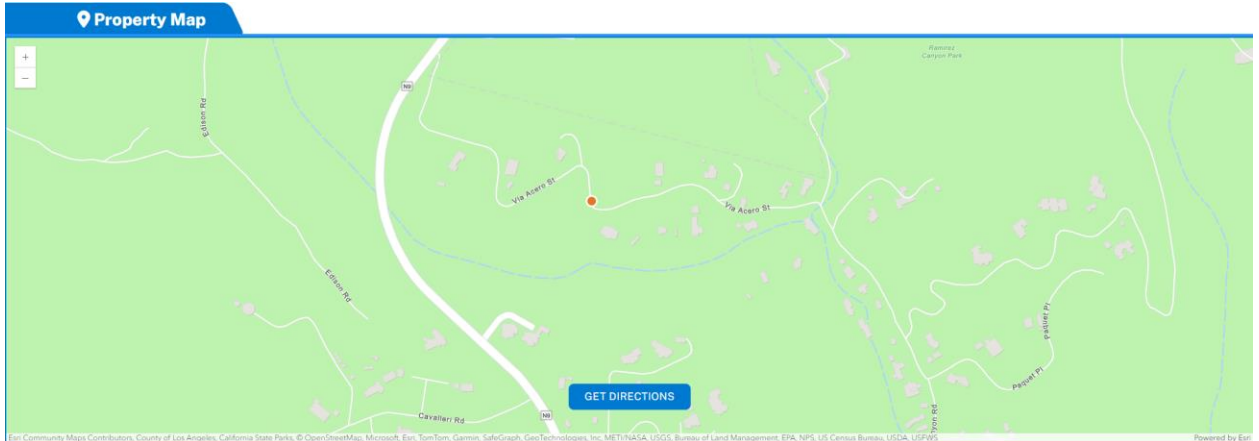 Property Map
+
−
Ramirez
Canyon Park
N9
Edison Rd
Via Acero St
Via Acero St
Edison Rd
Paquet Pl
Paquet Pl
GET DIRECTIONS
Cavalleri Rd
N9
yon Rd
Esri Community Maps Contributors, County of Los Angeles, California State Parks, © OpenStreetMap, Microsoft, Esri, TomTom, Garmin, SafeGraph, GeoTechnologies, Inc, METI/NASA, USGS, Bureau of Land Management, EPA, NPS, US Census Bureau, USDA, USFWS
Powered by Esri